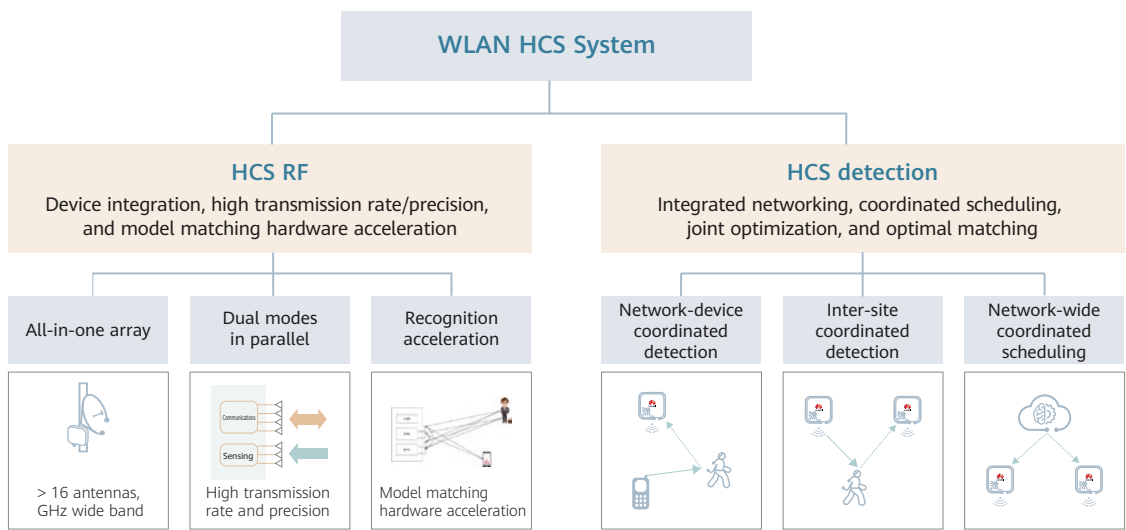 WLAN HCS System
HCS RF
Device integration, high transmission rate/precision,
and model matching hardware acceleration
HCS detection
Integrated networking, coordinated scheduling,
joint optimization, and optimal matching
All-in-one array
Dual modes
in parallel
Recognition
acceleration
Network-device
coordinated
detection
Inter-site
coordinated
detection
Network-wide
coordinated
scheduling
Communications
Sensing
> 16 antennas,
GHz wide band
High transmission
rate and precision
Model matching
hardware acceleration